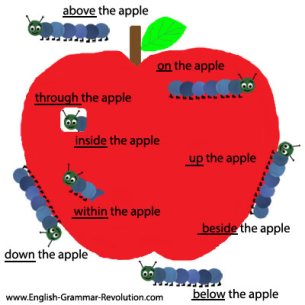 above the apple
on the apple
through the apple
inside the apple
up the apple
within the apple
beside the apple
down the apple
below the apple
www.English-Grammar-Revolution.com